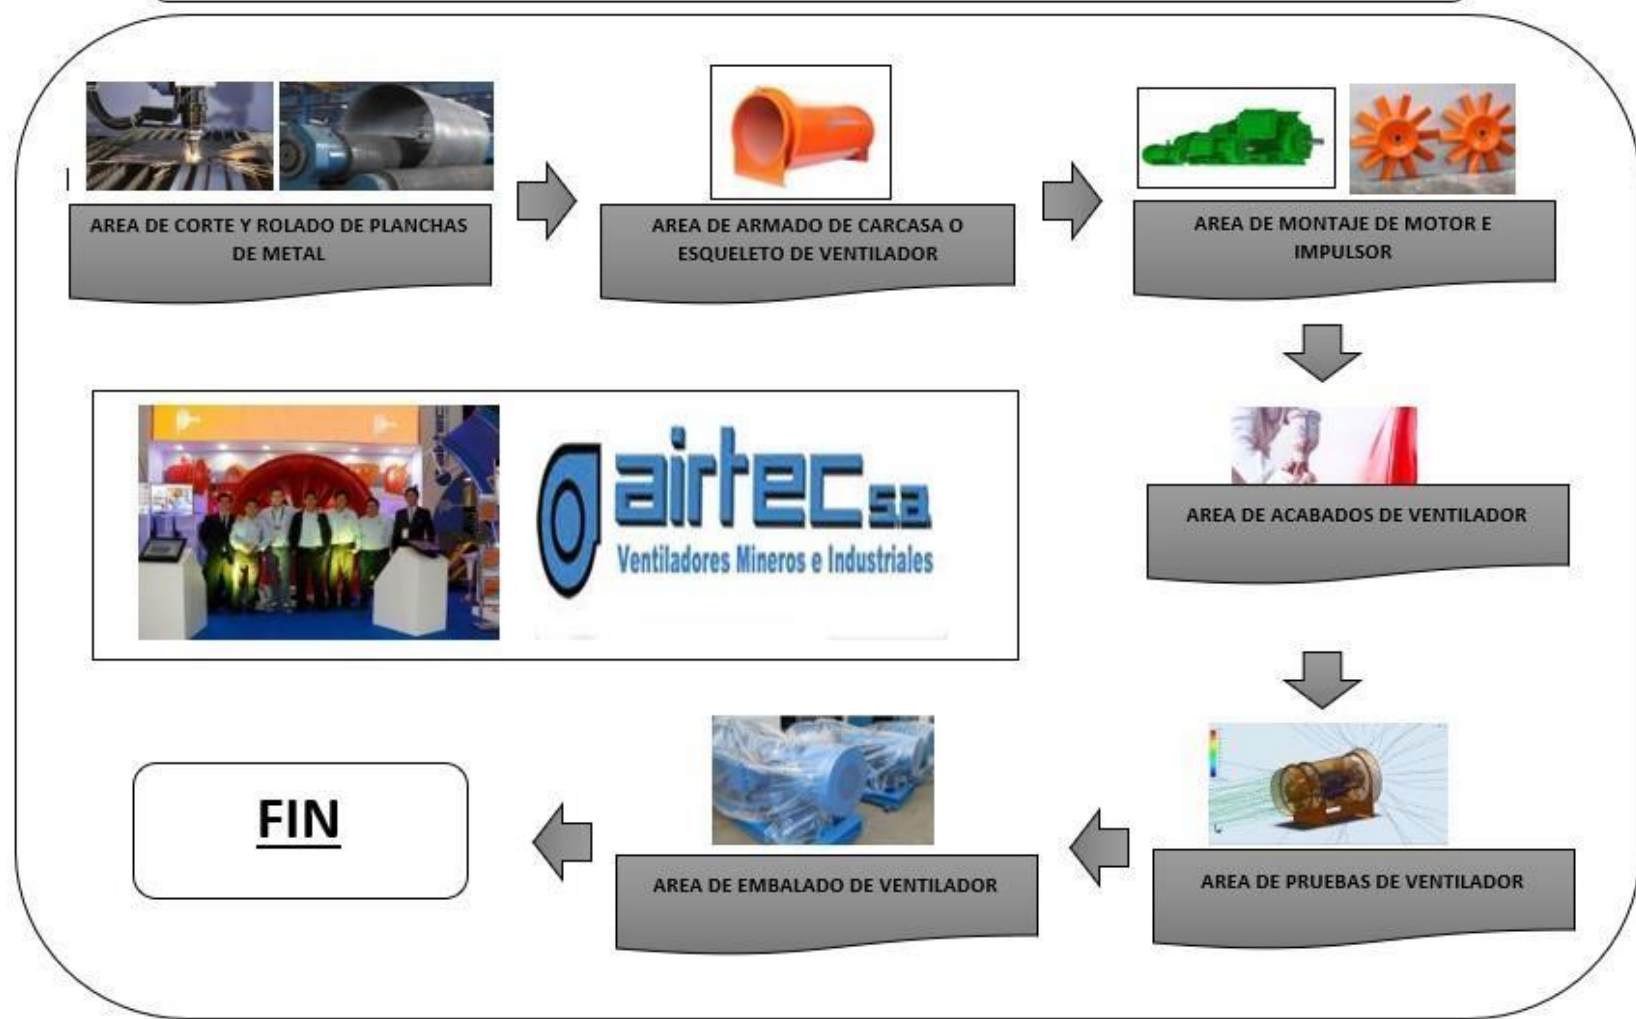 AREA DE CORTE Y ROLADO DE PLANCHAS
DE METAL
AREA DE ARMADO DE CARCASA O
ESQUELETO DE VENTILADOR
AREA DE MONTAJE DE MOTOR E
IMPULSOR
AREA DE ACABADOS DE VENTILADOR
airtec s.a
Ventiladores Mineros e Industriales
AREA DE PRUEBAS DE VENTILADOR
AREA DE EMBALADO DE VENTILADOR
FIN